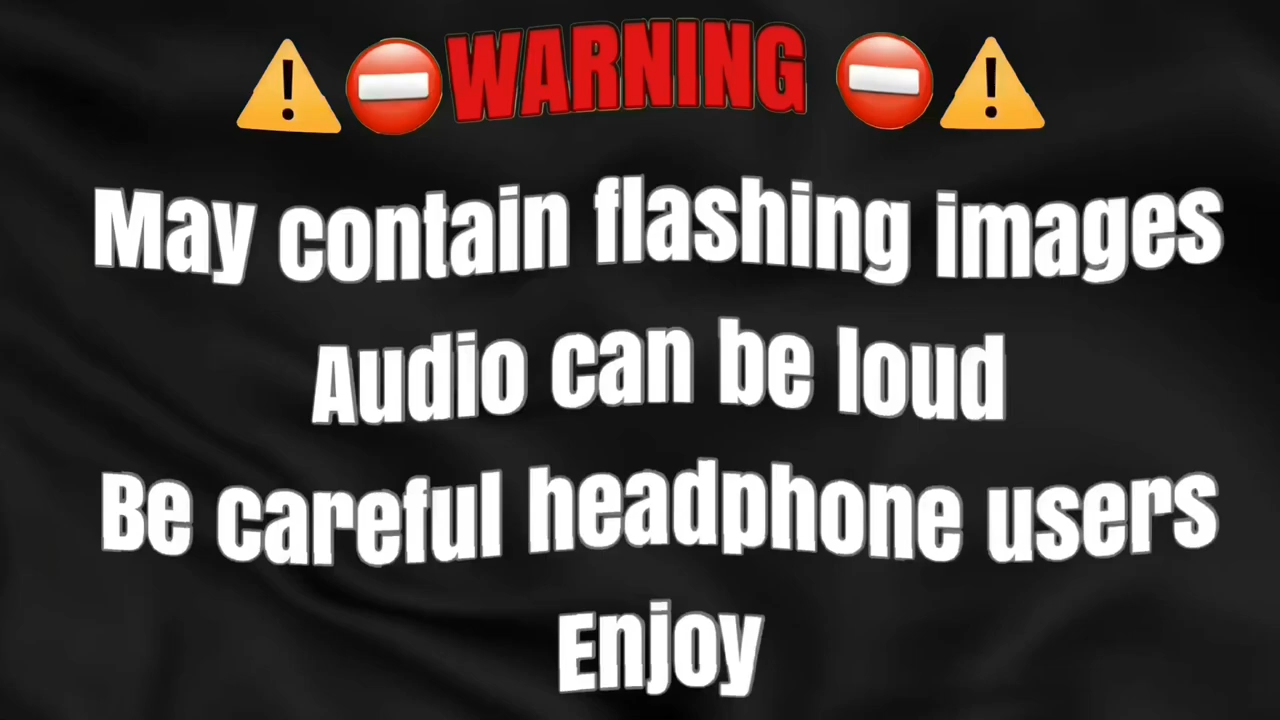 ⚠️⛔WARNING⛔⚠️
May contain flashing images
Audio can be loud
Be careful headphone users
Enjoy